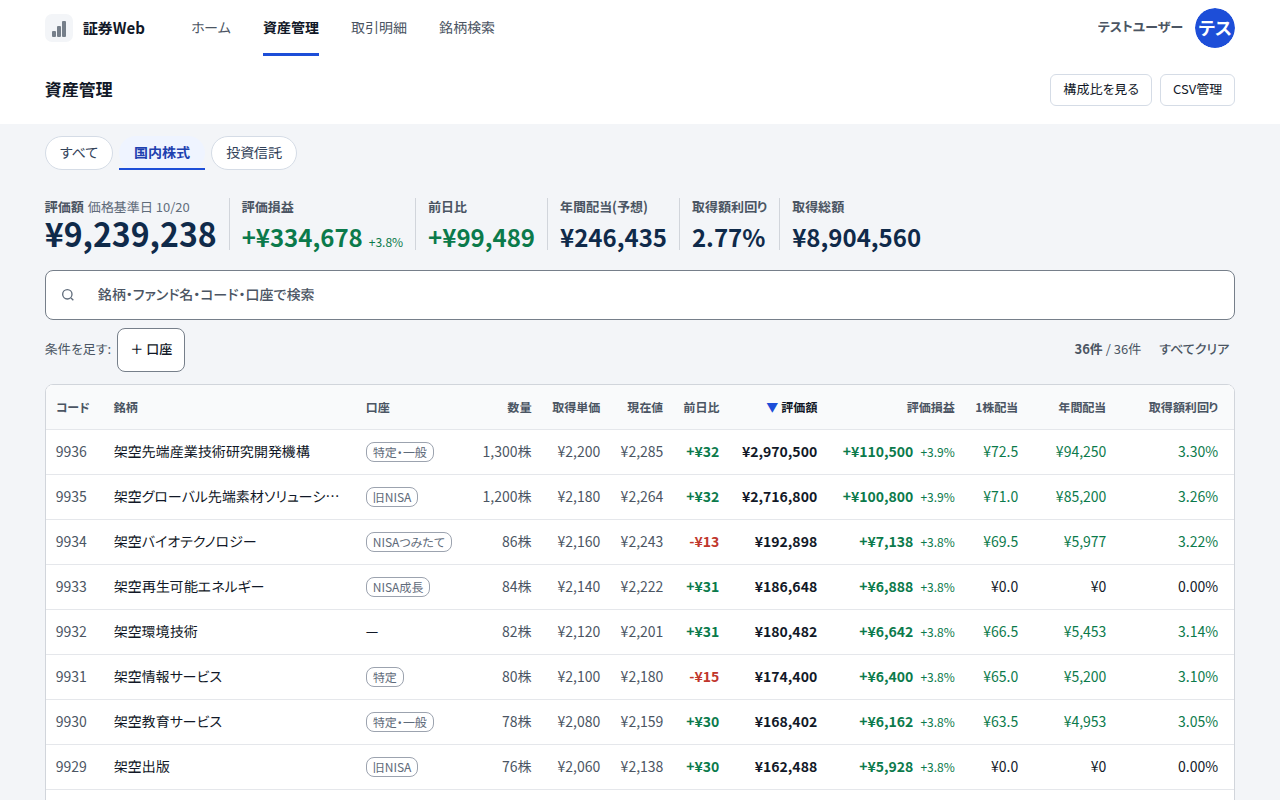 証券Web ホーム 資産管理 取引明細 銘柄検索 テストユーザー テス
資産管理 構成比を見る CSV管理
すべて 国内株式 投資信託
評価額 価格基準日 10/20 評価損益 前日比 年間配当(予想) 取得額利回り 取得総額
¥9,239,238 +¥334,678 +3.8% +¥99,489 ¥246,435 2.77% ¥8,904,560
銘柄・ファンド名・コード・口座で検索
条件を足す: ＋ 口座 36件 / 36件 すべてクリア
コード 銘柄 口座 数量 取得単価 現在値 前日比 ▼ 評価額 評価損益 1株配当 年間配当 取得額利回り
9936 架空先端産業技術研究開発機構 特定・一般 1,300株 ¥2,200 ¥2,285 +¥32 ¥2,970,500 +¥110,500 +3.9% ¥72.5 ¥94,250 3.30%
9935 架空グローバル先端素材ソリューシ… 旧NISA 1,200株 ¥2,180 ¥2,264 +¥32 ¥2,716,800 +¥100,800 +3.9% ¥71.0 ¥85,200 3.26%
9934 架空バイオテクノロジー NISAつみたて 86株 ¥2,160 ¥2,243 -¥13 ¥192,898 +¥7,138 +3.8% ¥69.5 ¥5,977 3.22%
9933 架空再生可能エネルギー NISA成長 84株 ¥2,140 ¥2,222 +¥31 ¥186,648 +¥6,888 +3.8% ¥0.0 ¥0 0.00%
9932 架空環境技術 — 82株 ¥2,120 ¥2,201 +¥31 ¥180,482 +¥6,642 +3.8% ¥66.5 ¥5,453 3.14%
9931 架空情報サービス 特定 80株 ¥2,100 ¥2,180 -¥15 ¥174,400 +¥6,400 +3.8% ¥65.0 ¥5,200 3.10%
9930 架空教育サービス 特定・一般 78株 ¥2,080 ¥2,159 +¥30 ¥168,402 +¥6,162 +3.8% ¥63.5 ¥4,953 3.05%
9929 架空出版 旧NISA 76株 ¥2,060 ¥2,138 +¥30 ¥162,488 +¥5,928 +3.8% ¥0.0 ¥0 0.00%